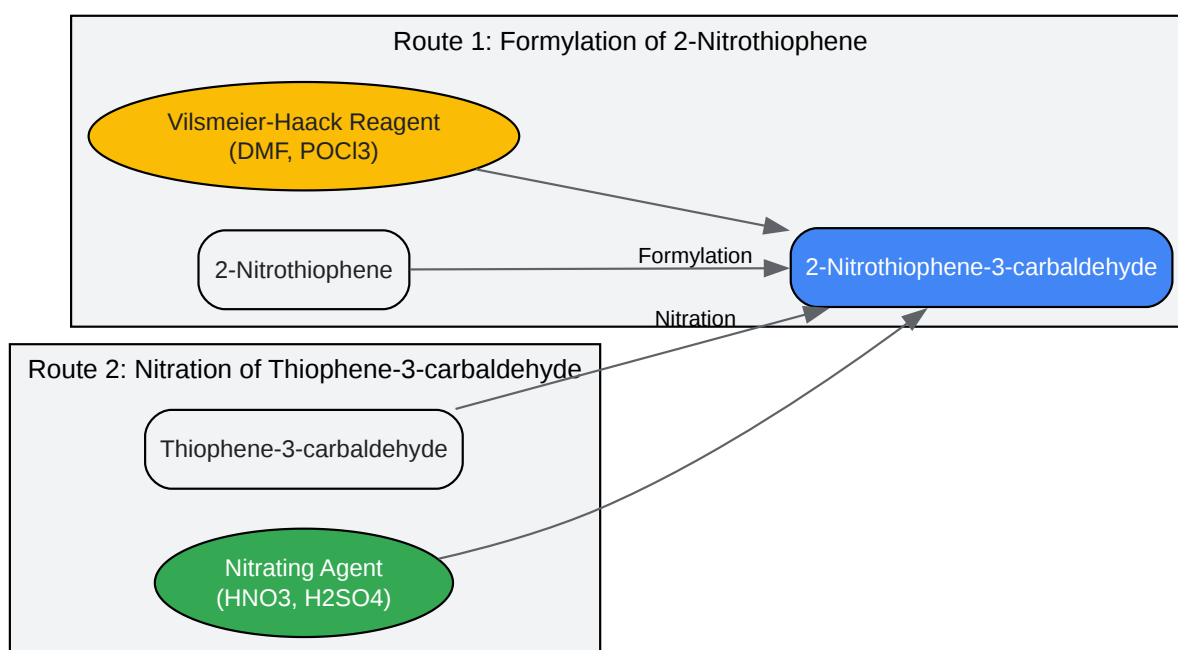 Route 1: Formylation of 2-Nitrothiophene
Vilsmeier-Haack Reagent
(DMF, POCl3)
2-Nitrothiophene
Formylation
2-Nitrothiophene-3-carbaldehyde
Nitration
Route 2: Nitration of Thiophene-3-carbaldehyde
Thiophene-3-carbaldehyde
Nitrating Agent
(HNO3, H2SO4)